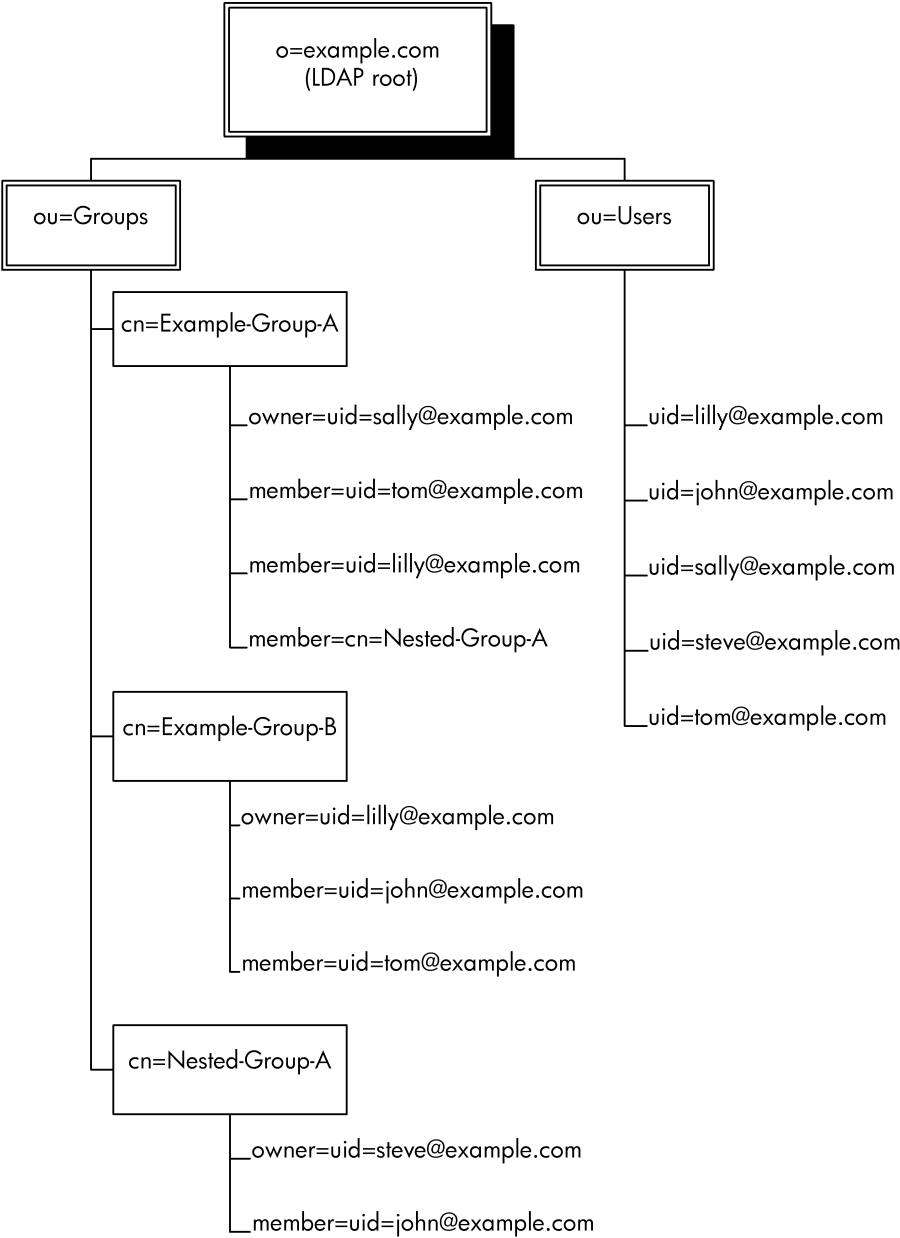 o=example.com
(LDAP root)
ou=Groups
ou=Users
cn=Example-Group-A
owner=uid=sally@example.com
member=uid=tom@example.com
member=uid=lilly@example.com
member=cn=Nested-Group-A
cn=Example-Group-B
owner=uid=lilly@example.com
member=uid=john@example.com
member=uid=tom@example.com
cn=Nested-Group-A
owner=uid=steve@example.com
member=uid=john@example.com
uid=lilly@example.com
uid=john@example.com
uid=sally@example.com
uid=steve@example.com
uid=tom@example.com